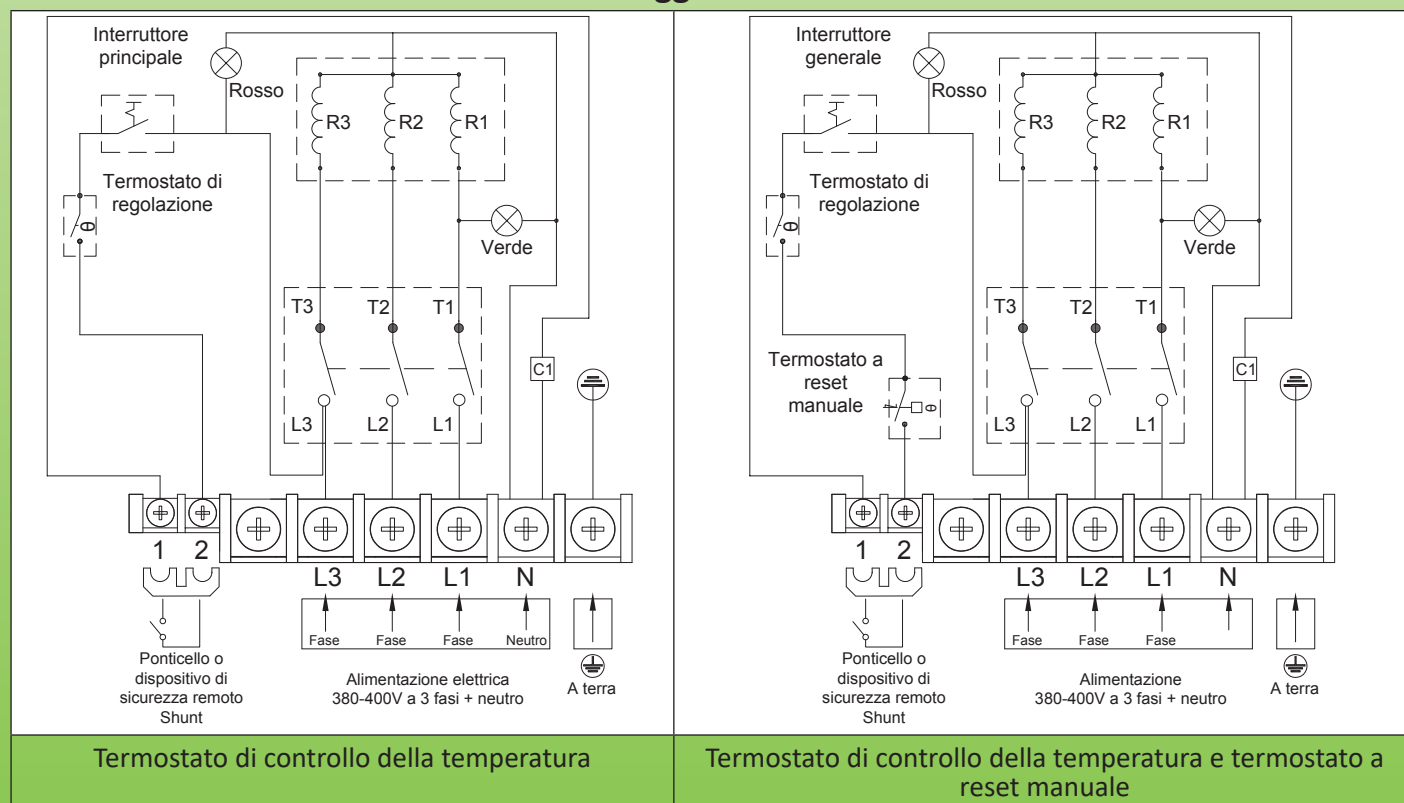 gg
Interruttore
principale
Rosso
R3 R2 R1
Termostato di
regolazione
θ
Verde
T3 T2 T1
C1
L3 L2 L1
1 2
L3 L2 L1 N
Fase Fase Fase Neutro
Ponticello o
dispositivo di
sicurezza remoto
Shunt
Alimentazione elettrica
380-400V a 3 fasi + neutro
A terra
Termostato di controllo della temperatura
Interruttore
generale
Rosso
R3 R2 R1
Termostato di
regolazione
θ
Verde
T3 T2 T1
Termostato a
reset
manuale
θ
C1
L3 L2 L1
1 2
L3 L2 L1 N
Fase Fase Fase
Ponticello o
dispositivo di
sicurezza remoto
Shunt
Alimentazione
380-400V a 3 fasi + neutro
A terra
Termostato di controllo della temperatura e termostato a
reset manuale